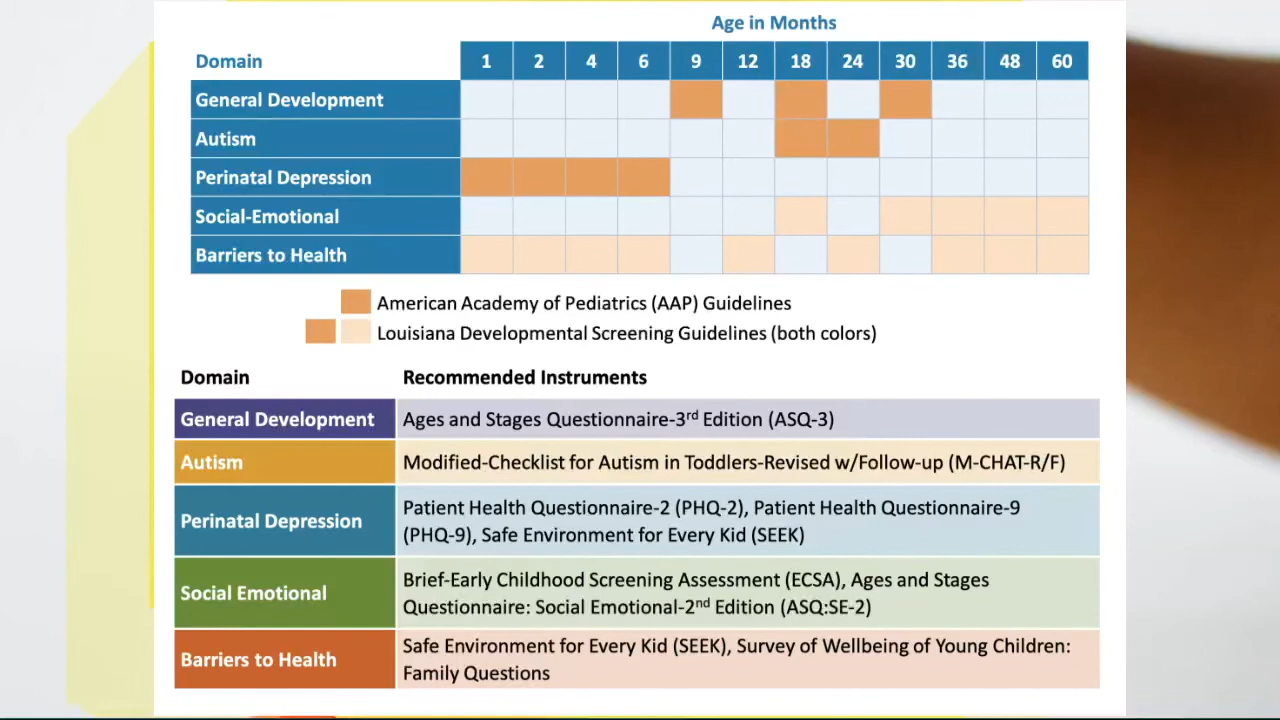 Age in Months
Domain 1 2 4 6 9 12 18 24 30 36 48 60
General Development
Autism
Perinatal Depression
Social-Emotional
Barriers to Health
American Academy of Pediatrics (AAP) Guidelines
Louisiana Developmental Screening Guidelines (both colors)
Domain Recommended Instruments
General Development Ages and Stages Questionnaire-3rd Edition (ASQ-3)
Autism Modified-Checklist for Autism in Toddlers-Revised w/Follow-up (M-CHAT-R/F)
Perinatal Depression Patient Health Questionnaire-2 (PHQ-2), Patient Health Questionnaire-9
(PHQ-9), Safe Environment for Every Kid (SEEK)
Social Emotional Brief-Early Childhood Screening Assessment (ECSA), Ages and Stages
Questionnaire: Social Emotional-2nd Edition (ASQ:SE-2)
Barriers to Health Safe Environment for Every Kid (SEEK), Survey of Wellbeing of Young Children:
Family Questions